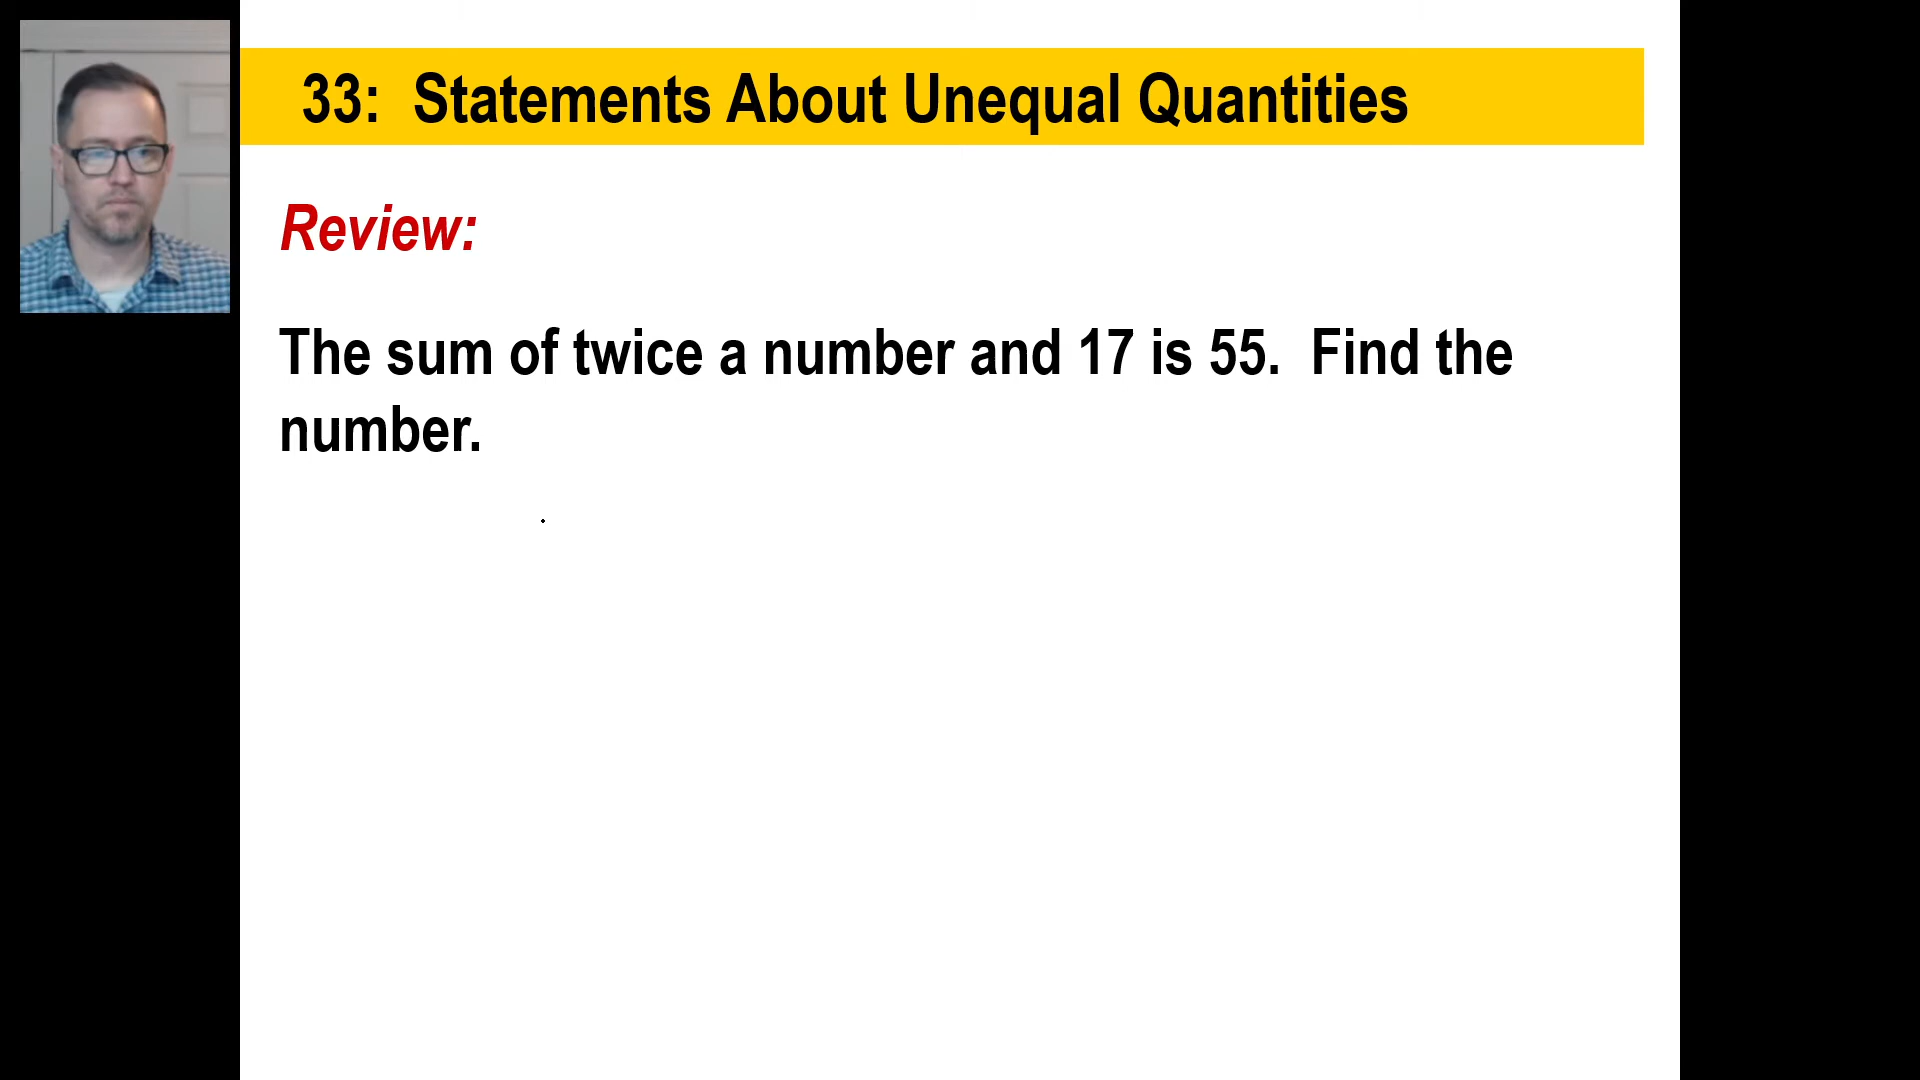 33:  Statements About Unequal Quantities
Review:
The sum of twice a number and 17 is 55.  Find the
number.